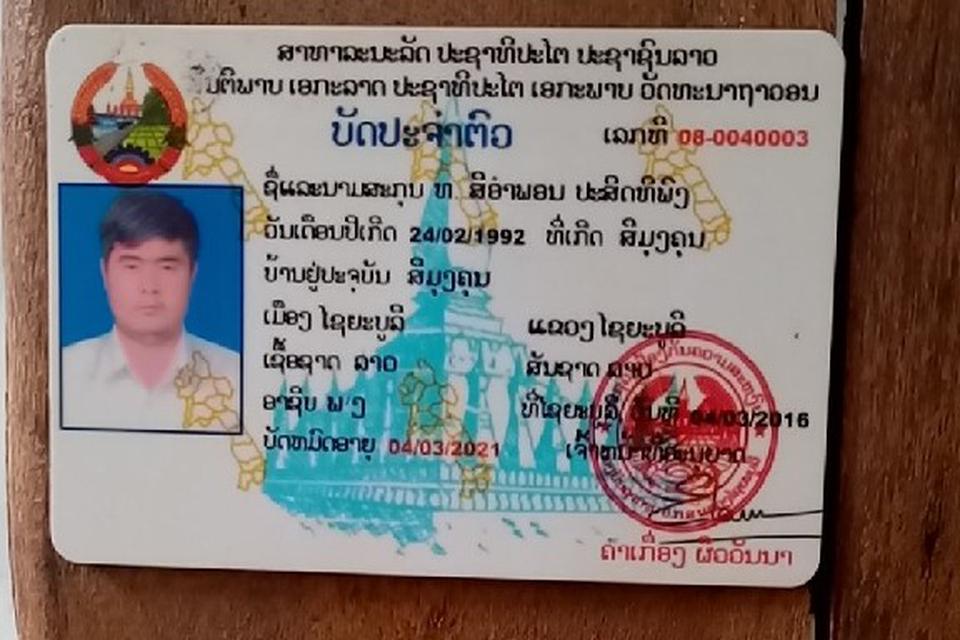 ສາທາລະນະລັດ ປະຊາທິປະໄຕ ປະຊາຊົນລາວ
ສັນຕິພາບ ເອກະລາດ ປະຊາທິປະໄຕ ເອກະພາບ ວັດທະນາຖາວອນ
ບັດປະຈຳຕົວ ເລກທີ 08-0040003
ຊື່ແລະນາມສະກຸນ ທ. ສີອຳພອນ ປະສິດທິພົງ
ວັນເດືອນປີເກີດ 24/02/1992 ທີ່ເກີດ ສີມຸງຄຸນ
ບ້ານຢູ່ປະຈຸບັນ ສີມຸງຄຸນ
ເມືອງ ໄຊຍະບູລີ ແຂວງ ໄຊຍະບູລີ
ເຊື້ອຊາດ ລາວ ສັນຊາດ ລາວ
ອາຊີບ ພ/ງ ທີ່ໄຊຍະບູລີ ວັນທີ 04/03/2016
ບັດຫມົດອາຍຸ 04/03/2021 ເຈົ້າຫນ້າທີ່ອະນຸຍາດ
ຄຳເກື່ອງ ຜິວວັນນາ